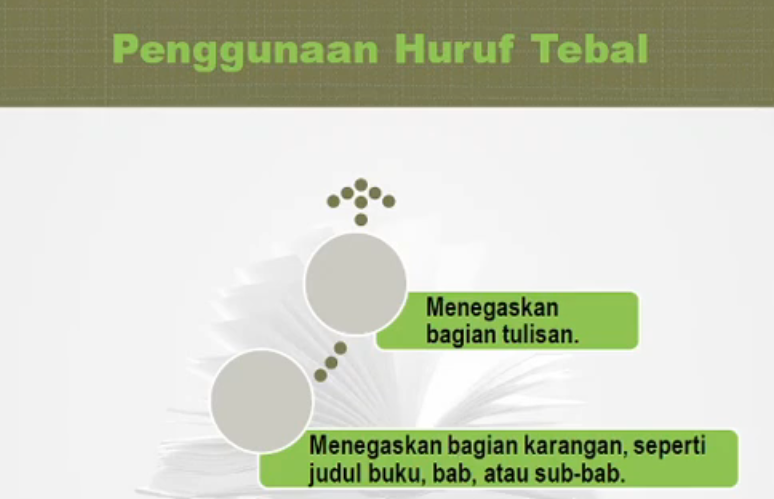 Penggunaan Huruf Tebal
Menegaskan
bagian tulisan.
Menegaskan bagian karangan, seperti
judul buku, bab, atau sub-bab.